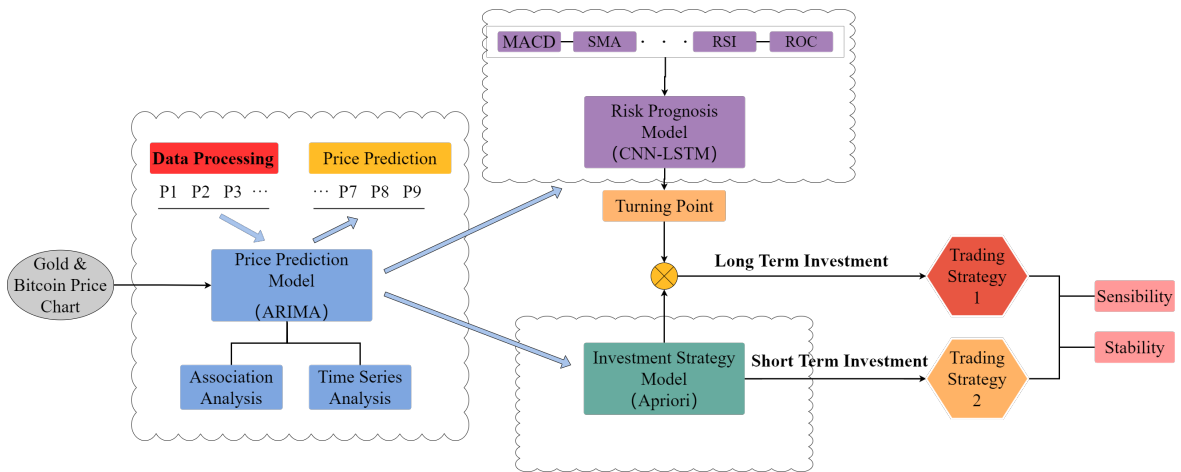 MACD SMA · · · RSI ROC
Risk Prognosis
Model
(CNN-LSTM)
Data Processing
Price Prediction
P1 P2 P3 ···
··· P7 P8 P9
Turning Point
Price Prediction
Model
(ARIMA)
Gold &
Bitcoin Price
Chart
Long Term Investment
Trading
Strategy
1
Sensibility
Stability
Association
Analysis
Time Series
Analysis
Investment Strategy
Model
(Apriori)
Short Term Investment
Trading
Strategy
2